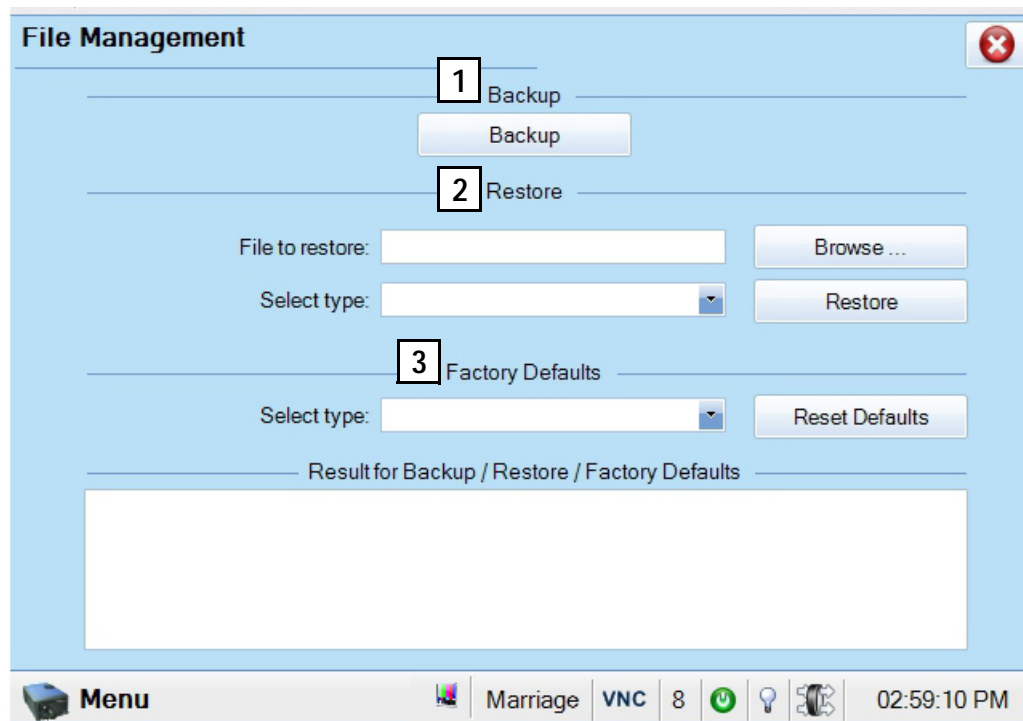 File Management
1 Backup
Backup
2 Restore
File to restore: Browse ...
Select type: Restore
3 Factory Defaults
Select type: Reset Defaults
Result for Backup / Restore / Factory Defaults
Menu Marriage VNC 8 02:59:10 PM